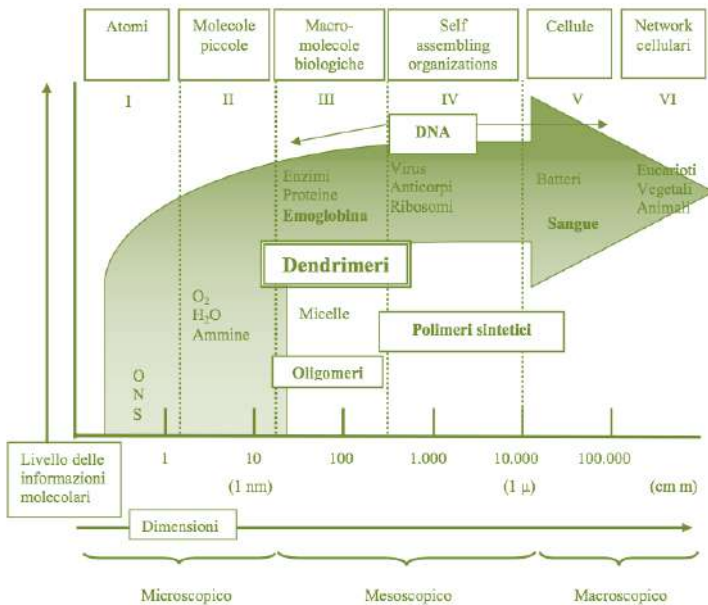 Atomi
Molecole
piccole
Macro-
molecole
biologiche
Self
assembling
organizations
Cellule
Network
cellulari
I
II
III
IV
V
VI
DNA
Enzimi
Proteine
Emoglobina
Virus
Anticorpi
Ribosomi
Batteri
Sangue
Eucarioti
Vegetali
Animali
Dendrimeri
O₂
H₂O
Ammine
Micelle
Polimeri sintetici
Oligomeri
O
N
S
Livello delle
informazioni
molecolari
1
10
100
1.000
10.000
100.000
(1 nm)
(1 μ)
(cm m)
Dimensioni
Microscopico
Mesoscopico
Macroscopico